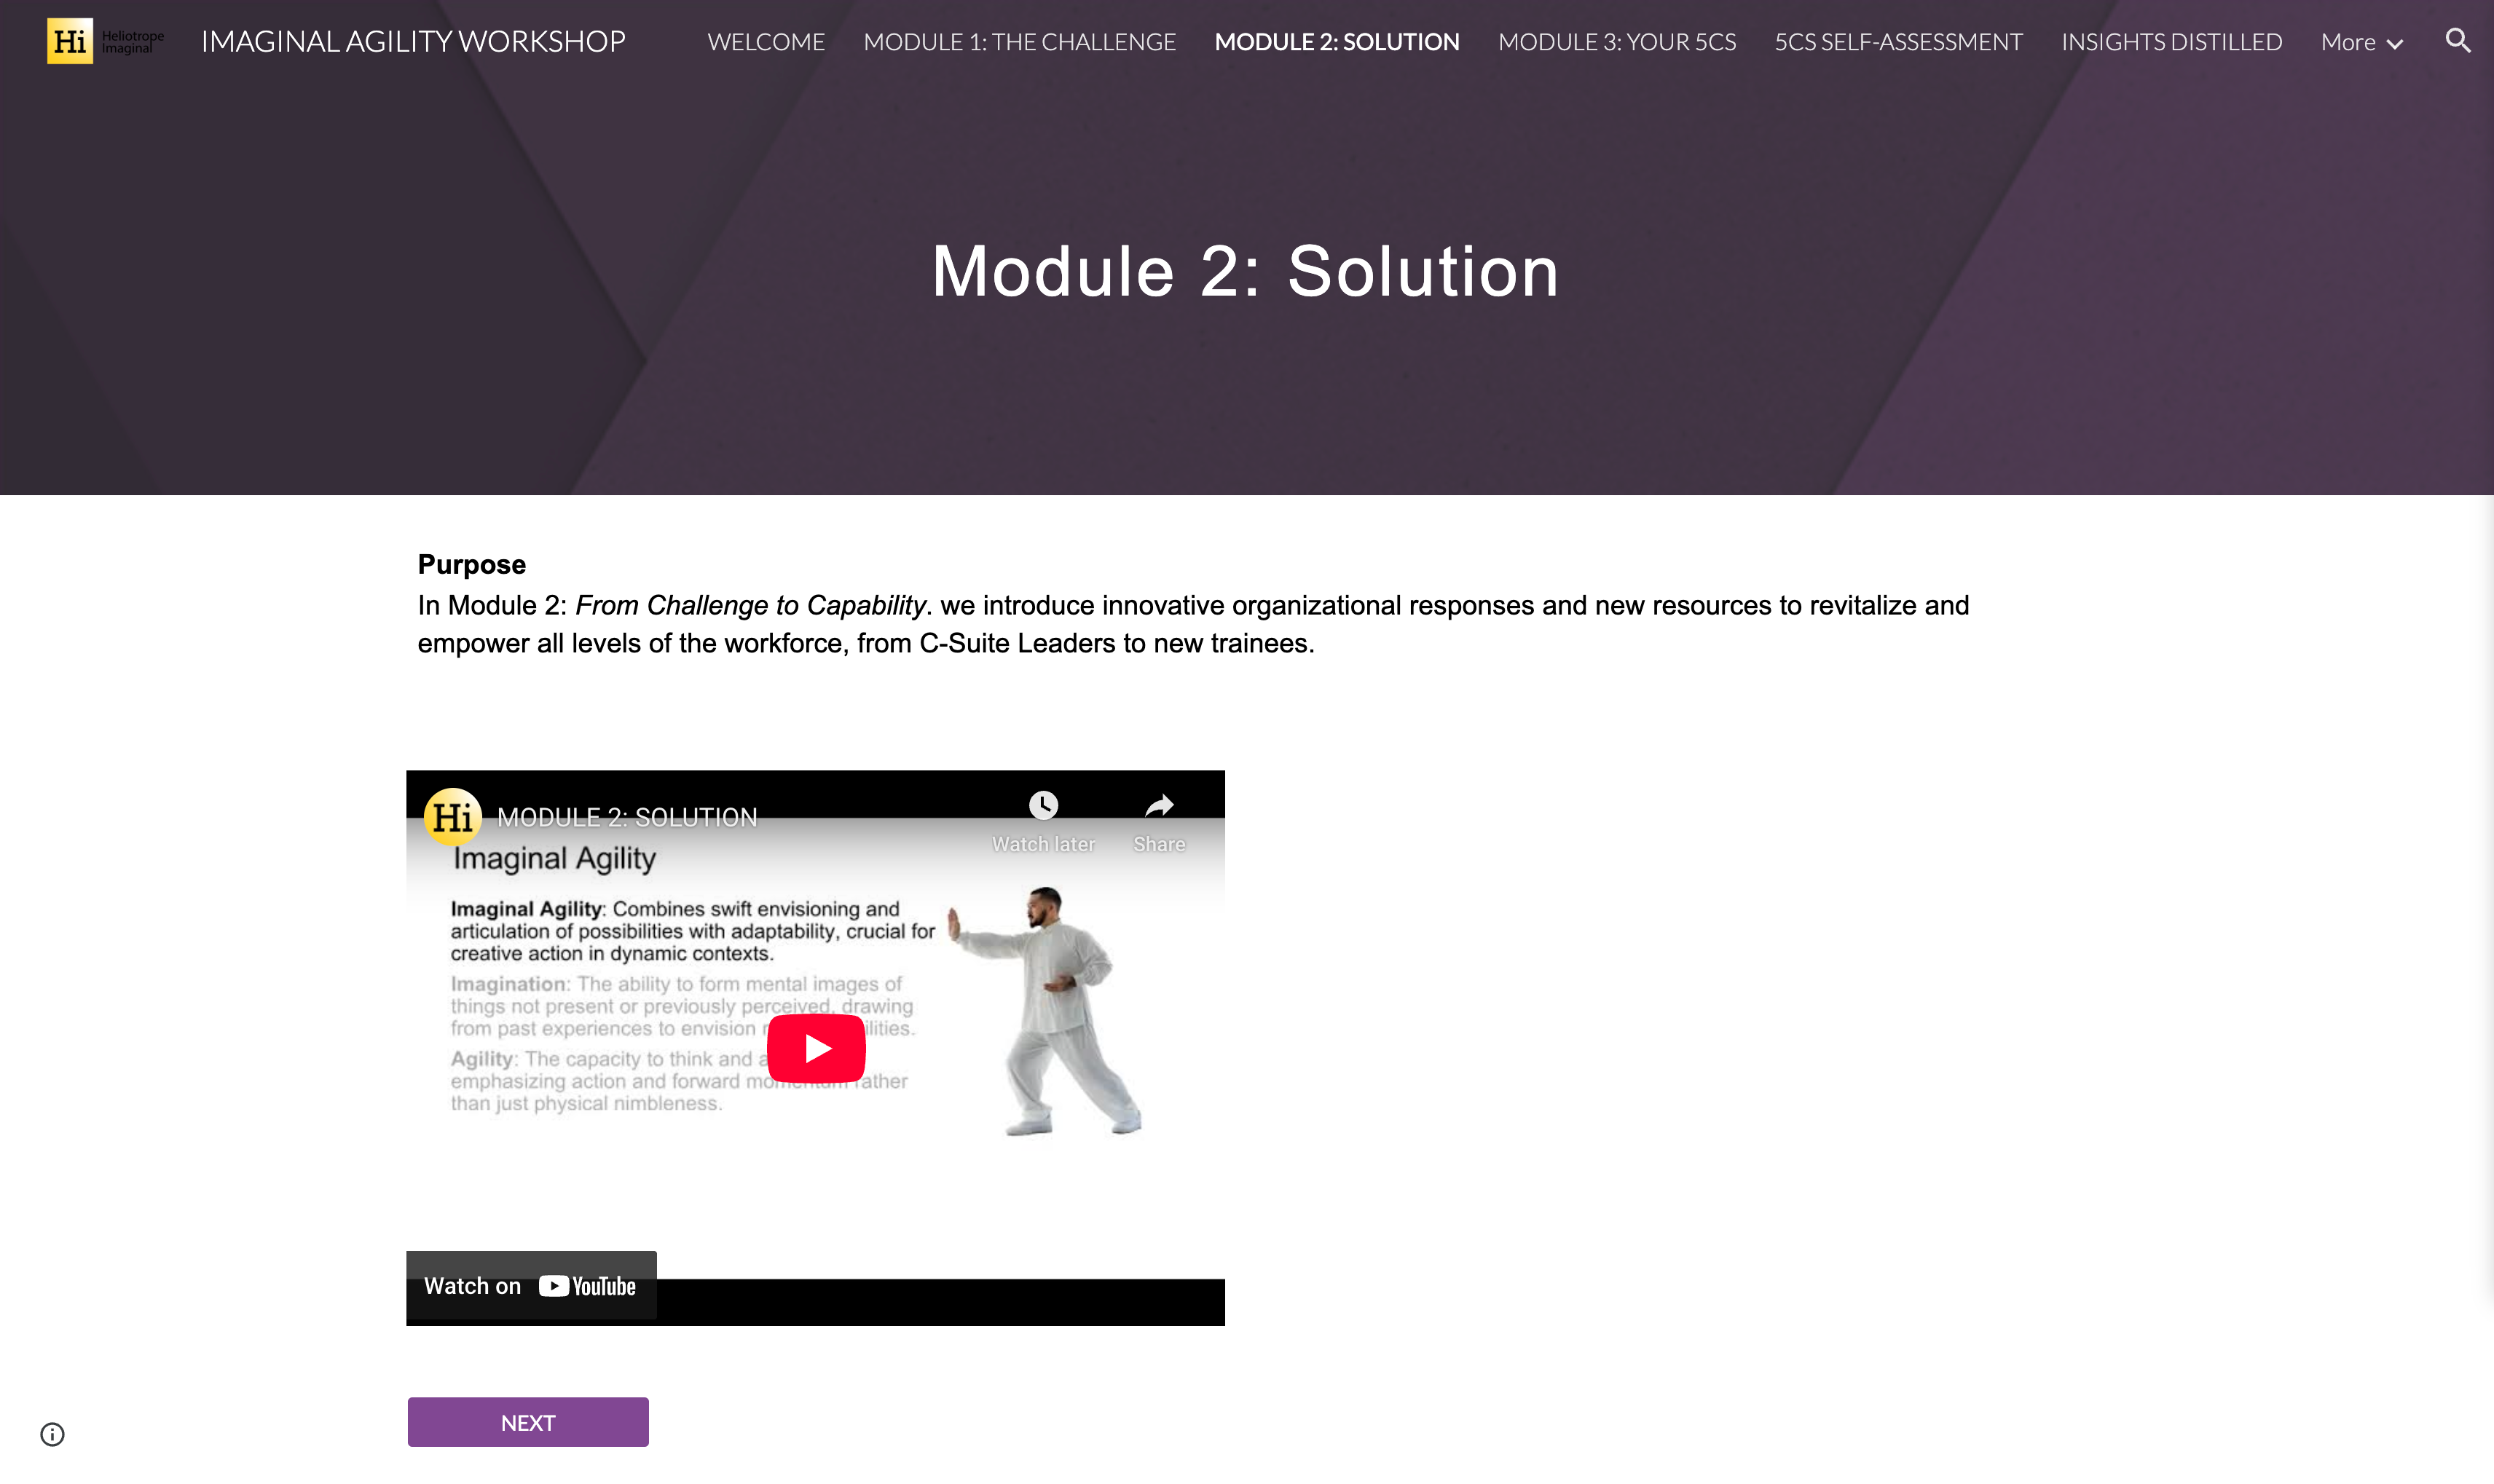 Hi Heliotrope Imaginal
IMAGINAL AGILITY WORKSHOP
WELCOME
MODULE 1: THE CHALLENGE
MODULE 2: SOLUTION
MODULE 3: YOUR 5CS
5CS SELF-ASSESSMENT
INSIGHTS DISTILLED
More
Module 2: Solution
Purpose
In Module 2: From Challenge to Capability. we introduce innovative organizational responses and new resources to revitalize and
empower all levels of the workforce, from C-Suite Leaders to new trainees.
Hi MODULE 2: SOLUTION
Watch later
Share
Imaginal Agility
Imaginal Agility: Combines swift envisioning and
articulation of possibilities with adaptability, crucial for
creative action in dynamic contexts.
Imagination: The ability to form mental images of
things not present or previously perceived, drawing
from past experiences to envision
Agility: The capacity to think and
emphasizing action and forward momentum rather
than just physical nimbleness.
Watch on YouTube
NEXT